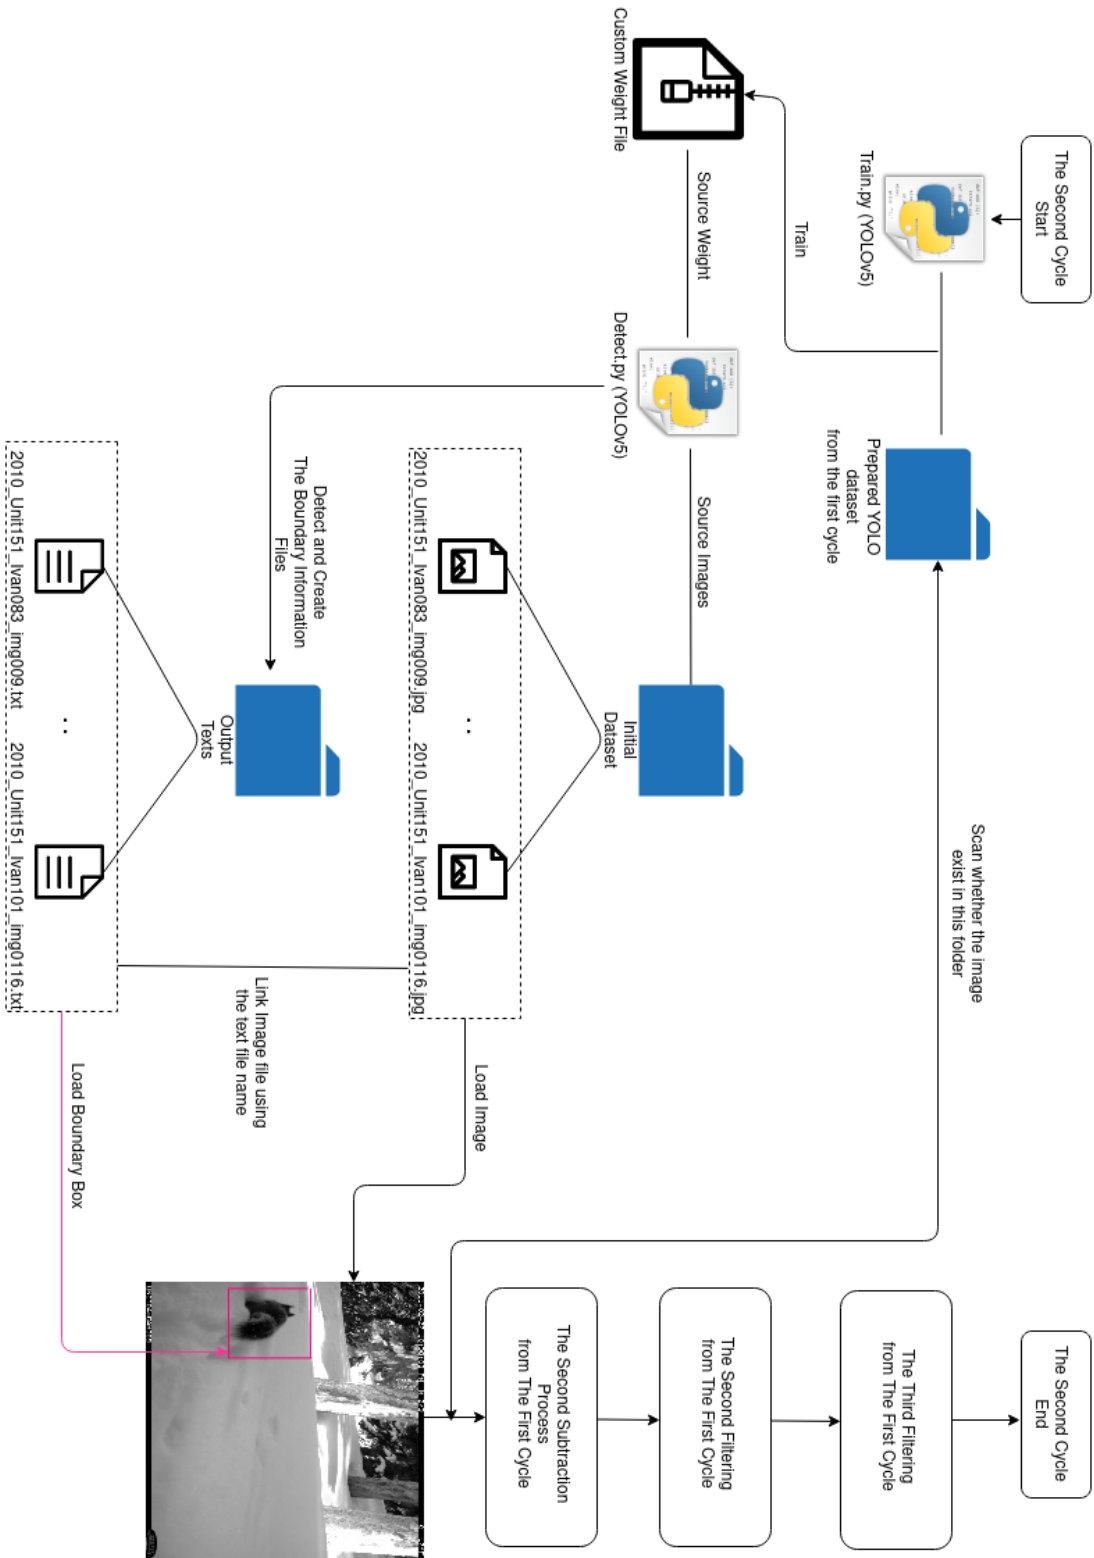 The Second Cycle
Start
Train.py (YOLOv5)
Prepared YOLO
dataset
from the first cycle
Train
Custom Weight File
Source Weight
Detect.py (YOLOv5)
Source Images
Initial
Dataset
2010_Unit151_Ivan083_img009.jpg
..
2010_Unit151_Ivan101_img0116.jpg
Detect and Create
The Boundary Information
Files
Output
Texts
2010_Unit151_Ivan083_img009.txt
..
2010_Unit151_Ivan101_img0116.txt
Link Image file using
the text file name
Load Image
Load Boundary Box
Scan whether the image
exist in this folder
The Second Subtraction
Process
from The First Cycle
The Second Filtering
from The First Cycle
The Third Filtering
from The First Cycle
The Second Cycle
End